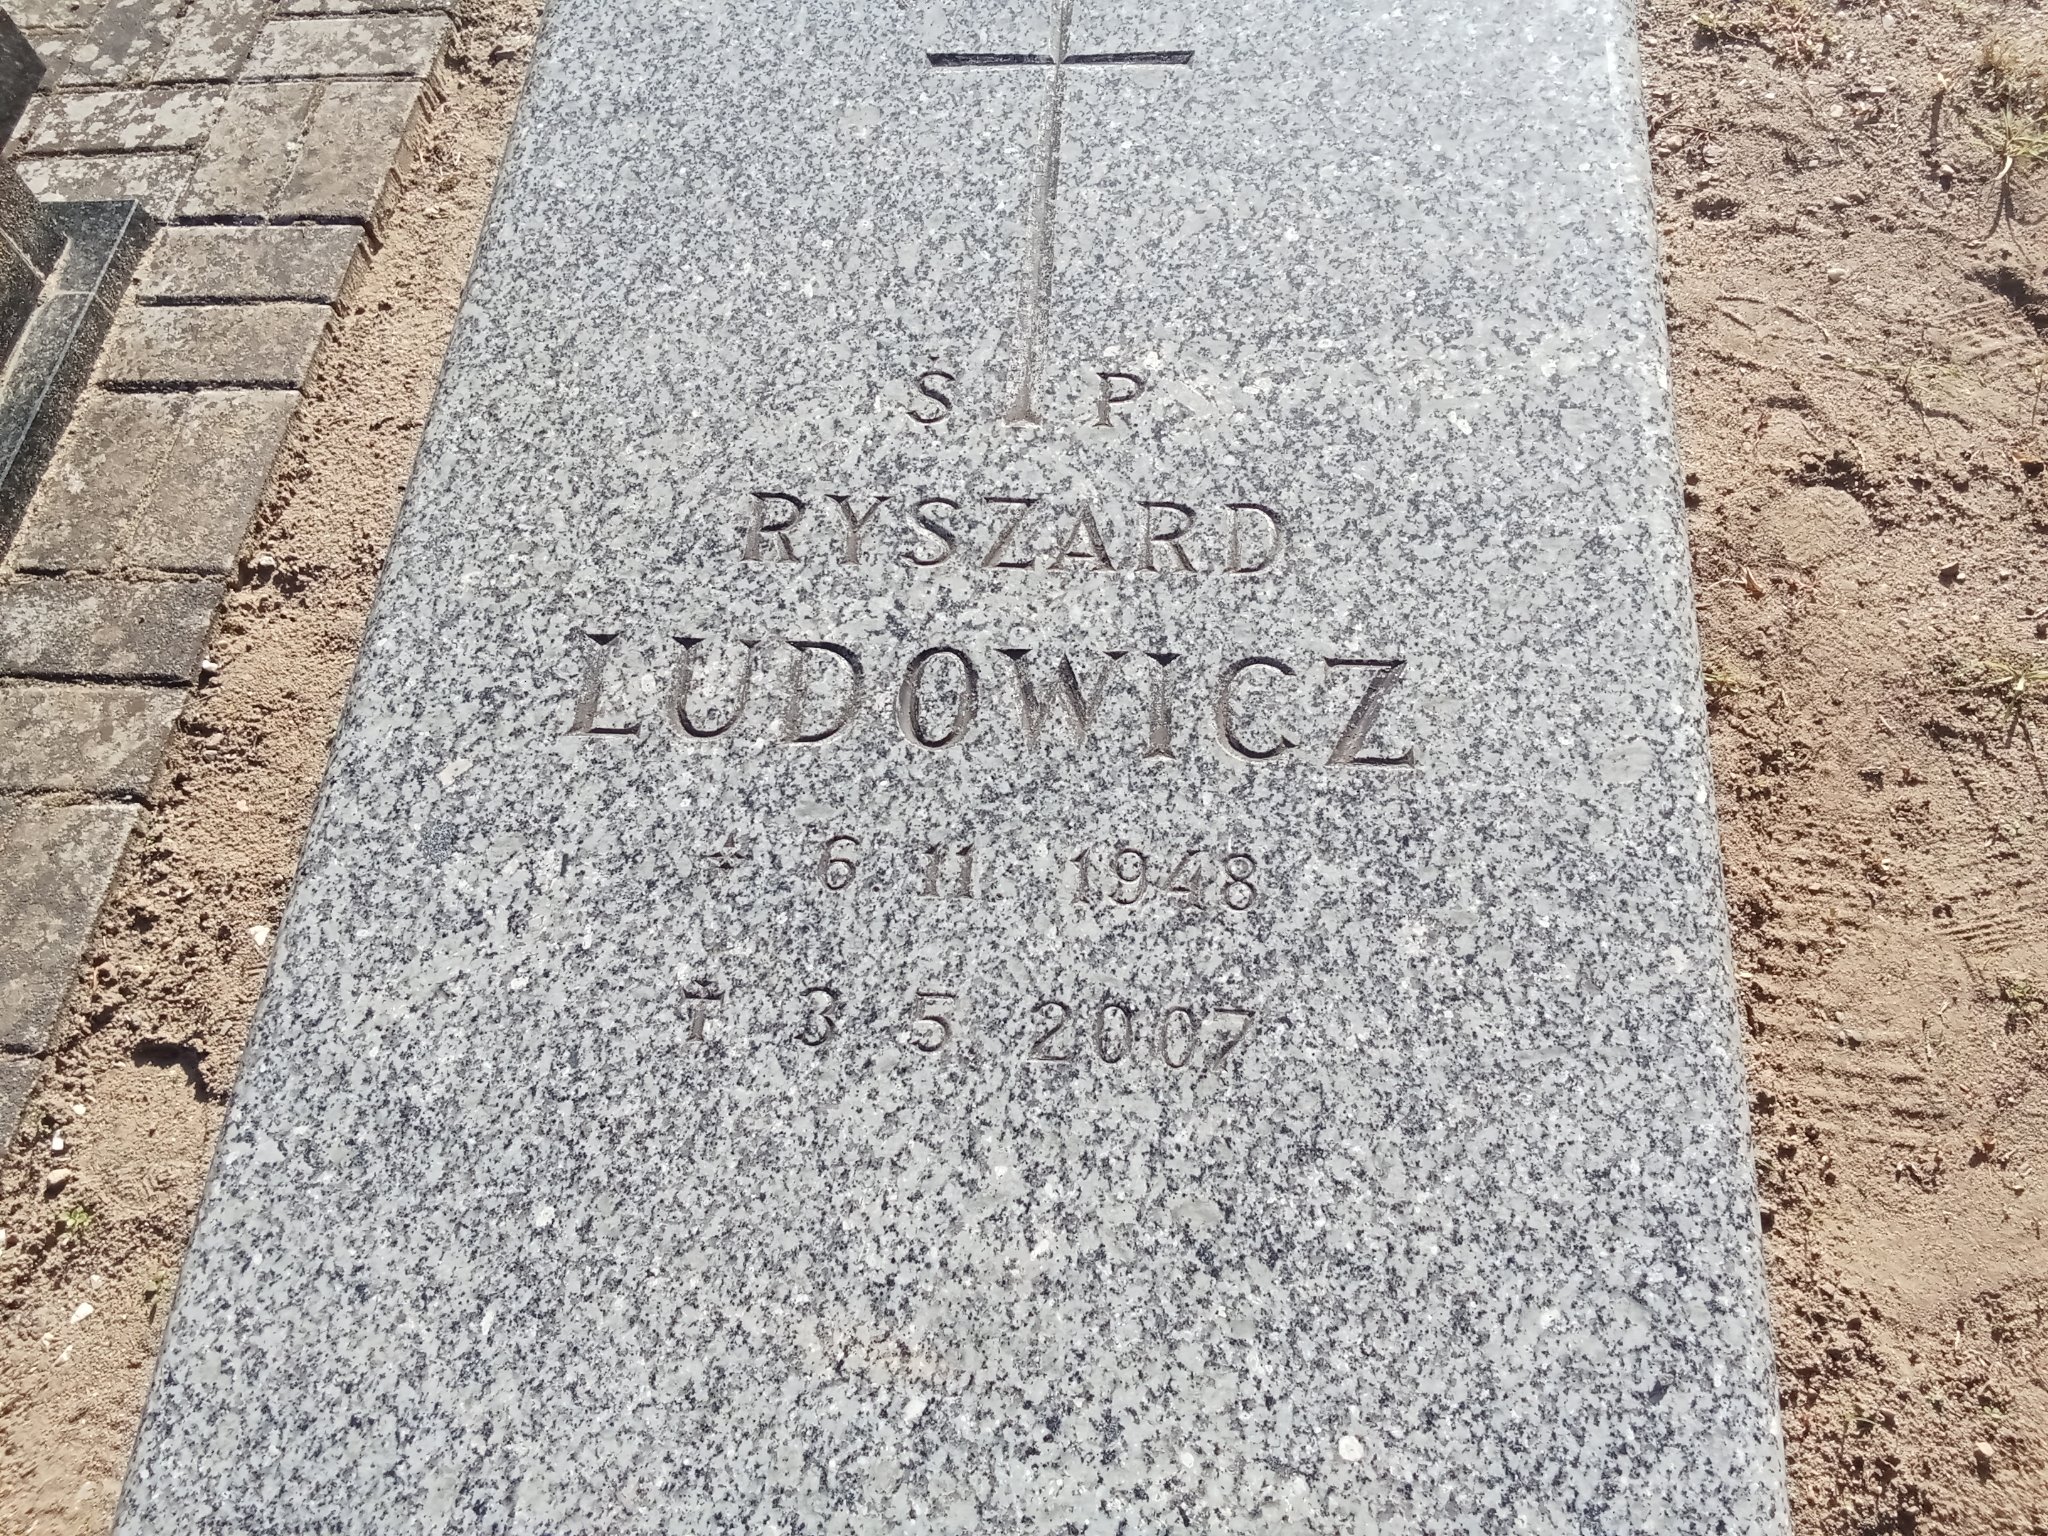 Ś P
RYSZARD
LUDOWICZ
* 6. 11. 1948
† 3 5 2007